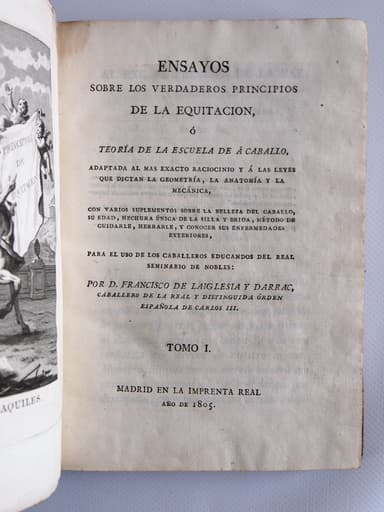 PRINCIPIOS
DE
AQUILES.
ENSAYOS
SOBRE LOS VERDADEROS PRINCIPIOS
DE LA EQUITACION,
Ó
TEORÍA DE LA ESCUELA DE Á CABALLO,
ADAPTADA AL MAS EXACTO RACIOCINIO Y Á LAS LEYES
QUE DICTAN LA GEOMETRÍA, LA ANATOMÍA Y LA
MECÁNICA,
CON VARIOS SUPLEMENTOS SOBRE LA BELLEZA DEL CABALLO,
SU EDAD, HECHURA ÚNICA DE LA SILLA Y BRIDA, MÉTODO DE
CUIDARLE, HERRARLE, Y CONOCER SUS ENFERMEDADES
EXTERIORES,
PARA EL USO DE LOS CABALLEROS EDUCANDOS DEL REAL
SEMINARIO DE NOBLES:
POR D. FRANCISCO DE LAIGLESIA Y DARRAC,
CABALLERO DE LA REAL Y DISTINGUIDA ÓRDEN
ESPAÑOLA DE CARLOS III.
TOMO I.
MADRID EN LA IMPRENTA REAL
AÑO DE 1805.